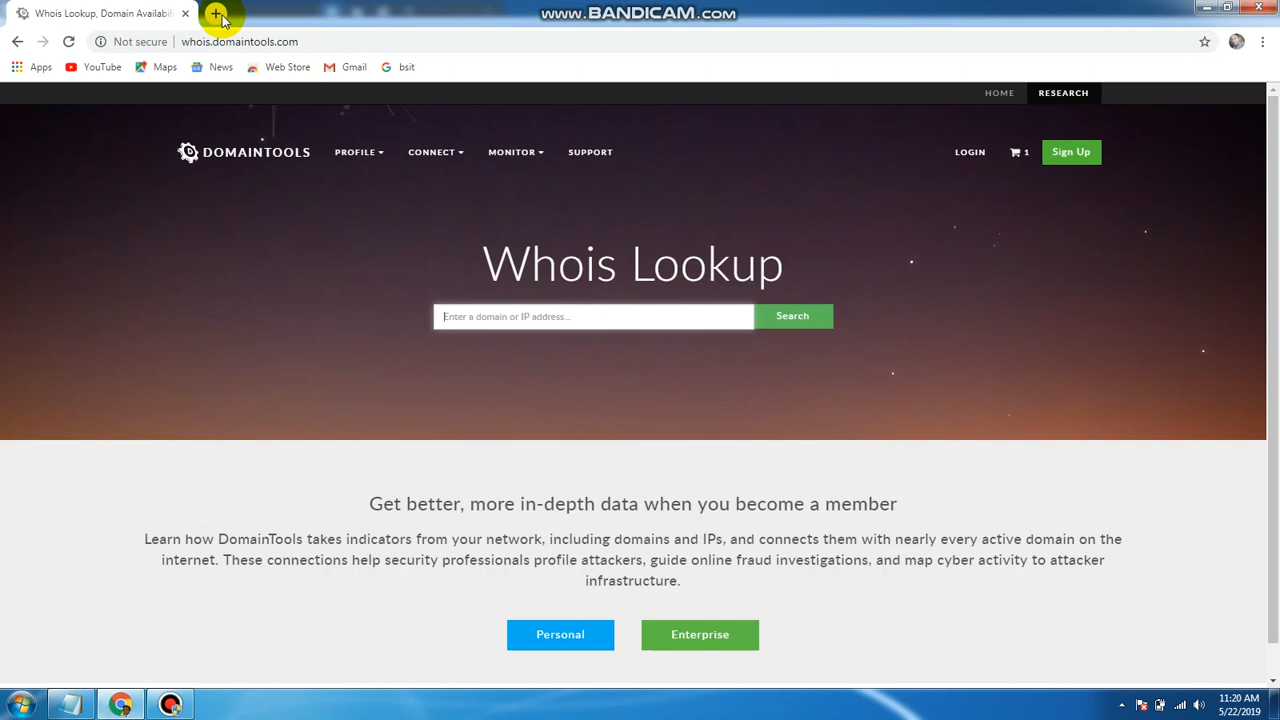 Whois Lookup, Domain Availabil
WWW.BANDICAM.COM
Not secure
whois.domaintools.com
Apps
YouTube
Maps
News
Web Store
Gmail
bsit
HOME
RESEARCH
DOMAINTOOLS
PROFILE
CONNECT
MONITOR
SUPPORT
LOGIN
1
Sign Up
Whois Lookup
Enter a domain or IP address...
Search
Get better, more in-depth data when you become a member
Learn how DomainTools takes indicators from your network, including domains and IPs, and connects them with nearly every active domain on the
internet. These connections help security professionals profile attackers, guide online fraud investigations, and map cyber activity to attacker
infrastructure.
Personal
Enterprise
11:20 AM
5/22/2019